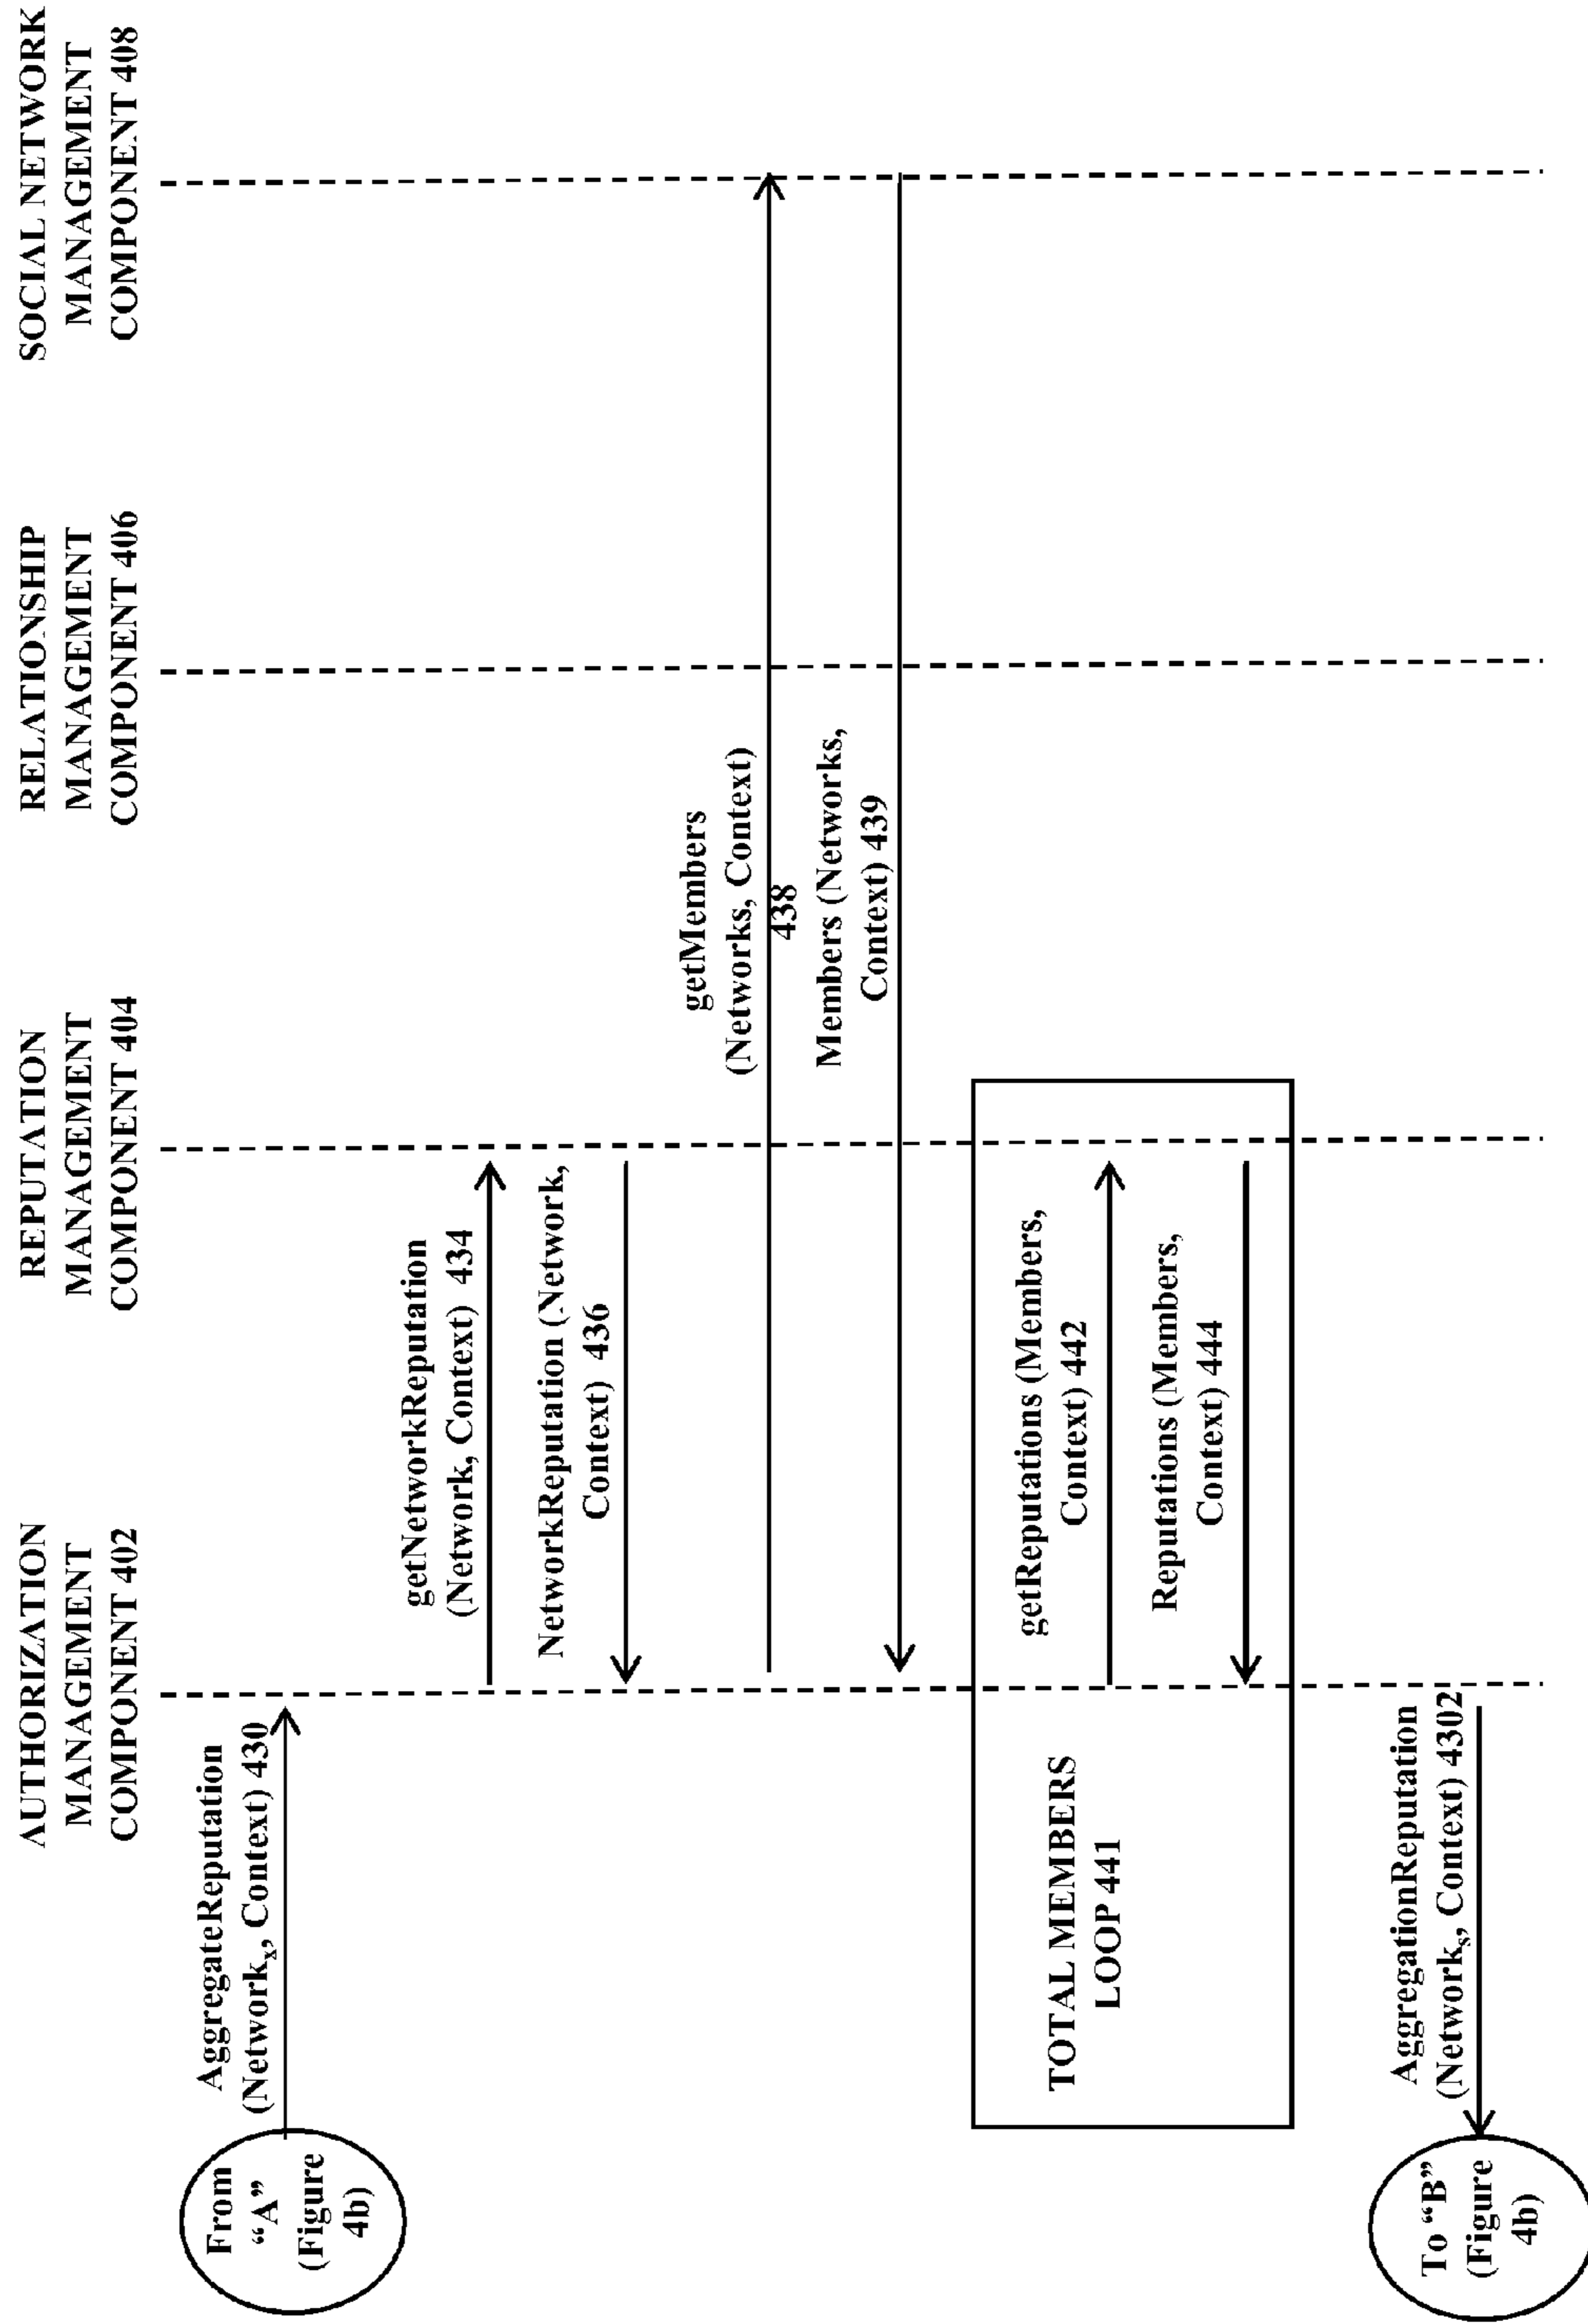 AUTHORIZATION
MANAGEMENT
COMPONENT 402
REPUTATION
MANAGEMENT
COMPONENT 404
RELATIONSHIP
MANAGEMENT
COMPONENT 406
SOCIAL NETWORK
MANAGEMENT
COMPONENT 408
From
“A”
(Figure
4b)
AggregateReputation
(Networkₓ, Context) 430
getNetworkReputation
(Network, Context) 434
NetworkReputation (Network,
Context) 436
getMembers
(Networks, Context)
438
Members (Networks,
Context) 439
TOTAL MEMBERS
LOOP 441
getReputations (Members,
Context) 442
Reputations (Members,
Context) 444
To “B”
(Figure
4b)
AggregationReputation
(Networkₛ, Context) 4302